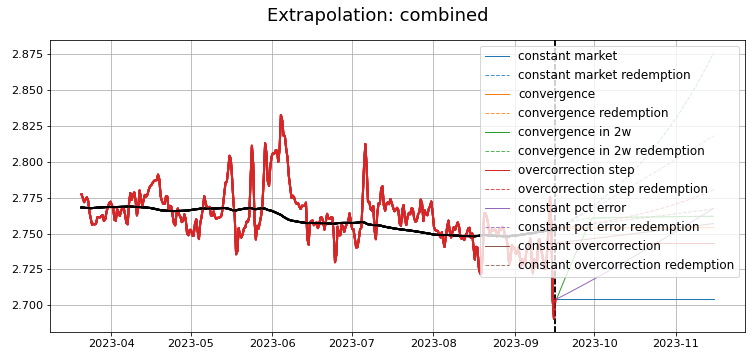 Extrapolation: combined
2.875
2.850
2.825
2.800
2.775
2.750
2.725
2.700
constant market
constant market redemption
convergence
convergence redemption
convergence in 2w
convergence in 2w redemption
overcorrection step
overcorrection step redemption
constant pct error
constant pct error redemption
constant overcorrection
constant overcorrection redemption
2023-04 2023-05 2023-06 2023-07 2023-08 2023-09 2023-10 2023-11